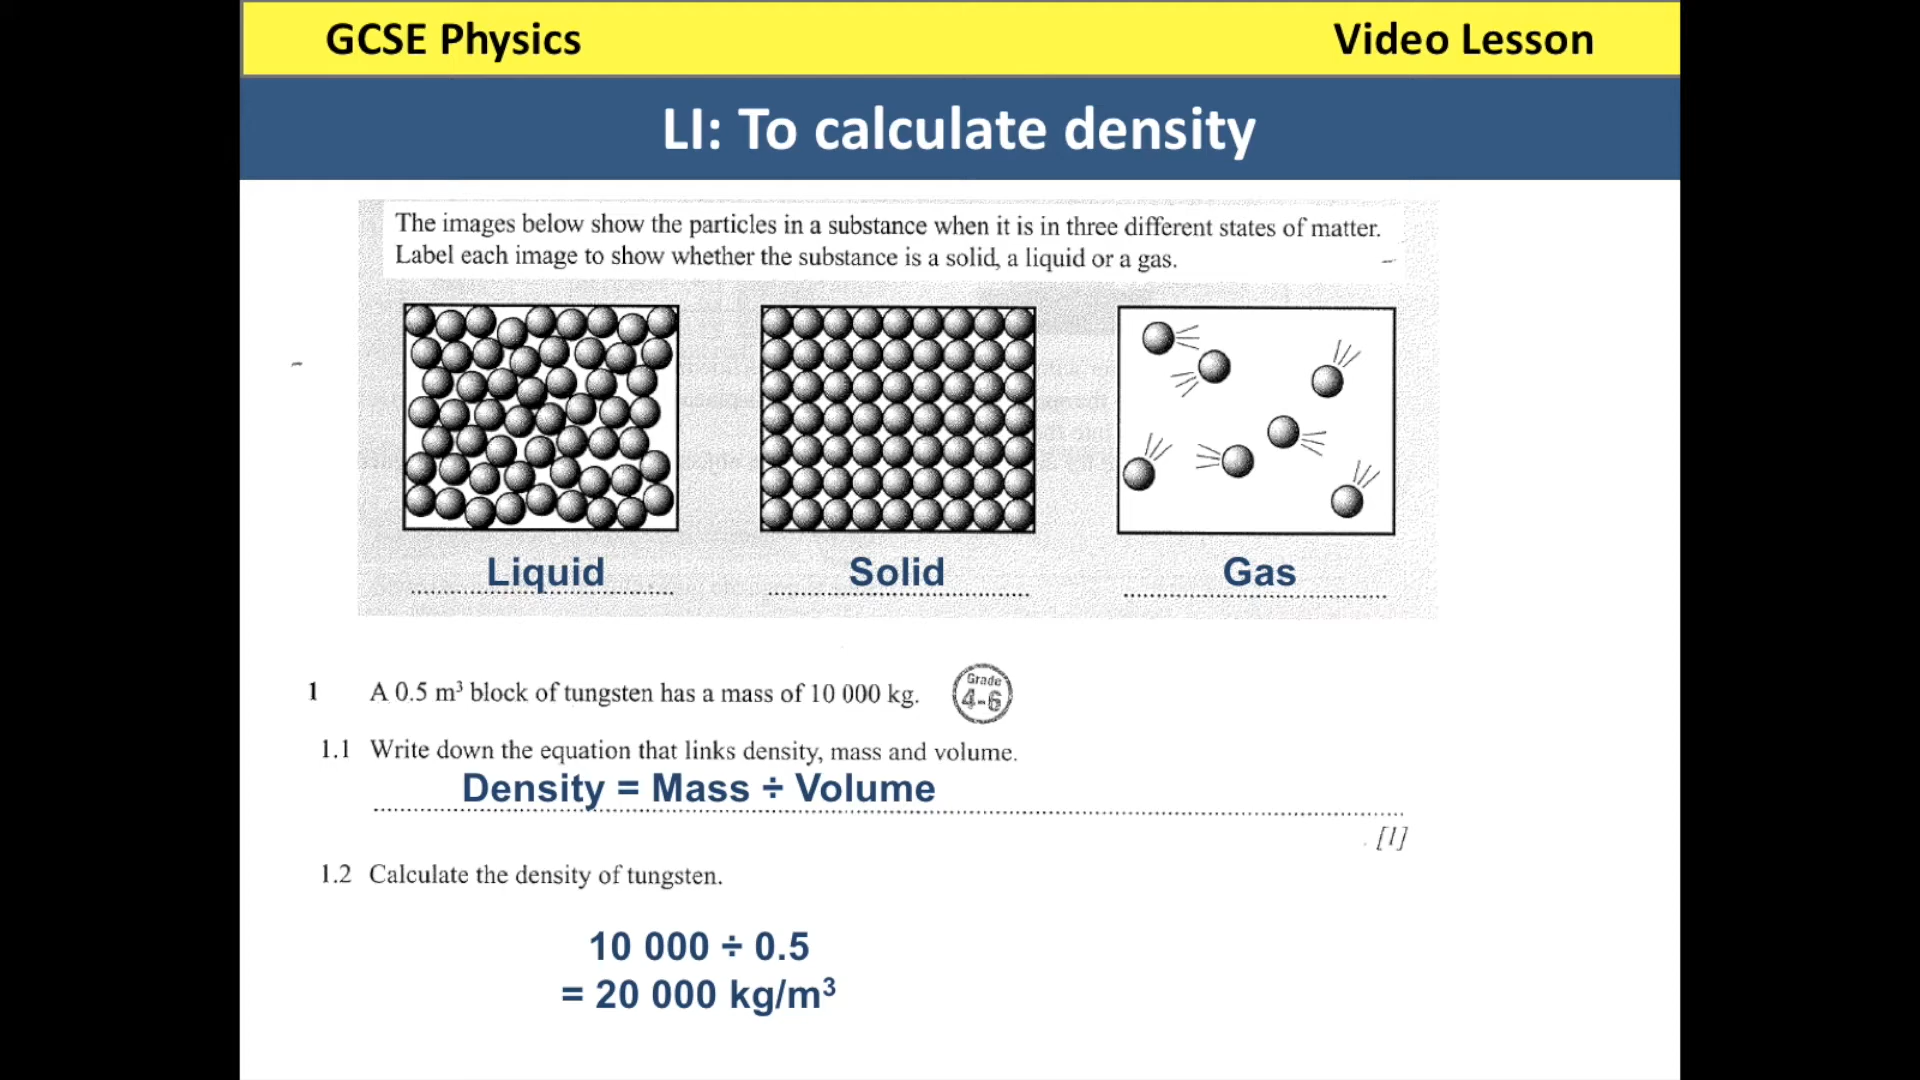 GCSE Physics
Video Lesson
LI: To calculate density
The images below show the particles in a substance when it is in three different states of matter.
Label each image to show whether the substance is a solid, a liquid or a gas.
Liquid
Solid
Gas
1 A 0.5 m³ block of tungsten has a mass of 10 000 kg.
Grade
4-6
1.1 Write down the equation that links density, mass and volume.
Density = Mass ÷ Volume
[1]
1.2 Calculate the density of tungsten.
10 000 ÷ 0.5
= 20 000 kg/m³